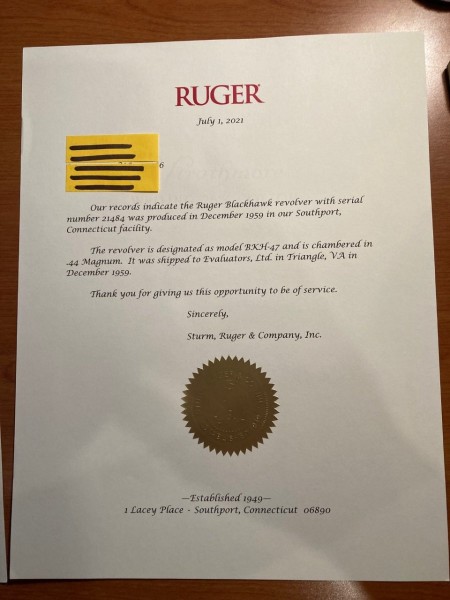 RUGER
July 1, 2021
6
Our records indicate the Ruger Blackhawk revolver with serial
number 21484 was produced in December 1959 in our Southport,
Connecticut facility.
The revolver is designated as model BKH-47 and is chambered in
.44 Magnum. It was shipped to Evaluators, Ltd. in Triangle, VA in
December 1959.
Thank you for giving us this opportunity to be of service.
Sincerely,
Sturm, Ruger & Company, Inc.
—Established 1949—
1 Lacey Place - Southport, Connecticut 06890